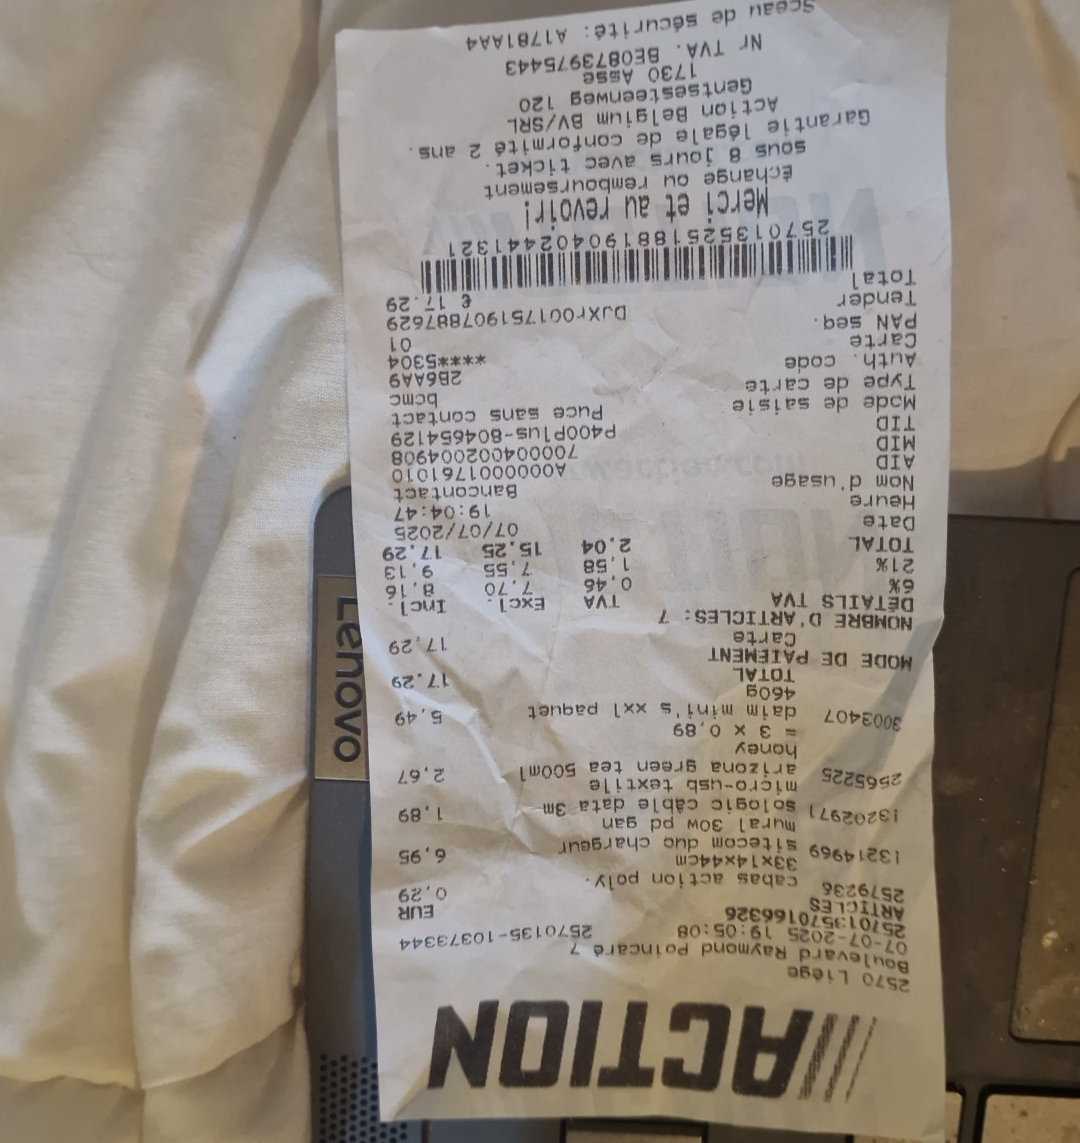 ACTION
2570 Liège
Boulevard Raymond Poincaré 7
07-07-2025 19:05:08 2570135-10373344
257013570166326
ARTICLES EUR
2579236 cabas action poly. 0,29
33x14x44cm
13214969 sitecom duo chargeur 6,95
mural 30w pd gan
13202971 sologic câble data 3m 1,89
micro-usb textile
2565225 arizona green tea 500ml 2,67
honey
= 3 x 0,89
3003407 daim mini's xxl paquet 5,49
460g
TOTAL 17,29
MODE DE PAIEMENT
Carte 17,29
NOMBRE D'ARTICLES: 7
DÉTAILS TVA TVA Excl. Incl.
6% 0,46 7,70 8,16
21% 1,58 7,55 9,13
TOTAL 2,04 15,25 17,29
Date 07/07/2025
Heure 19:04:47
Nom d'usage Bancontact
AID A0000001761010
MID 700004002004908
TID P400Plus-804654129
Mode de saisie Puce sans contact
Type de carte bcmc
Auth. code 2B6AA9
Carte ****5304
PAN seq. 01
Tender DJXr001751907887629
Total € 17.29
2570135251881904024411321
Merci et au revoir!
Échange ou remboursement
sous 8 jours avec ticket.
Garantie légale de conformité 2 ans.
Action Belgium BV/SRL
Gentsesteenweg 120
1730 Asse
Nr TVA. BE0873975443
Sceau de sécurité: A1781AA4
Lenovo